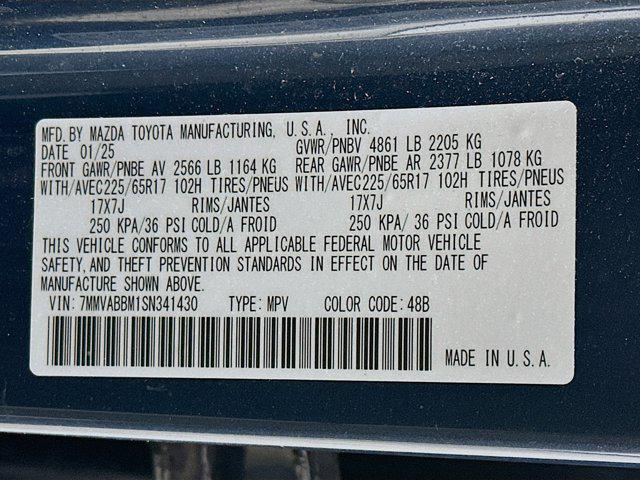 MFD. BY MAZDA TOYOTA MANUFACTURING, U.S.A., INC.
DATE 01/25 GVWR/PNBV 4861 LB 2205 KG
FRONT GAWR/PNBE AV 2566 LB 1164 KG REAR GAWR/PNBE AR 2377 LB 1078 KG
WITH/AVEC225/65R17 102H TIRES/PNEUS WITH/AVEC225/65R17 102H TIRES/PNEUS
17X7J RIMS/JANTES 17X7J RIMS/JANTES
250 KPA/36 PSI COLD/A FROID 250 KPA/ 36 PSI COLD/A FROID
THIS VEHICLE CONFORMS TO ALL APPLICABLE FEDERAL MOTOR VEHICLE
SAFETY, AND THEFT PREVENTION STANDARDS IN EFFECT ON THE DATE OF
MANUFACTURE SHOWN ABOVE.
VIN: 7MMVABBM1SN341430 TYPE: MPV COLOR CODE: 48B
MADE IN U.S.A.